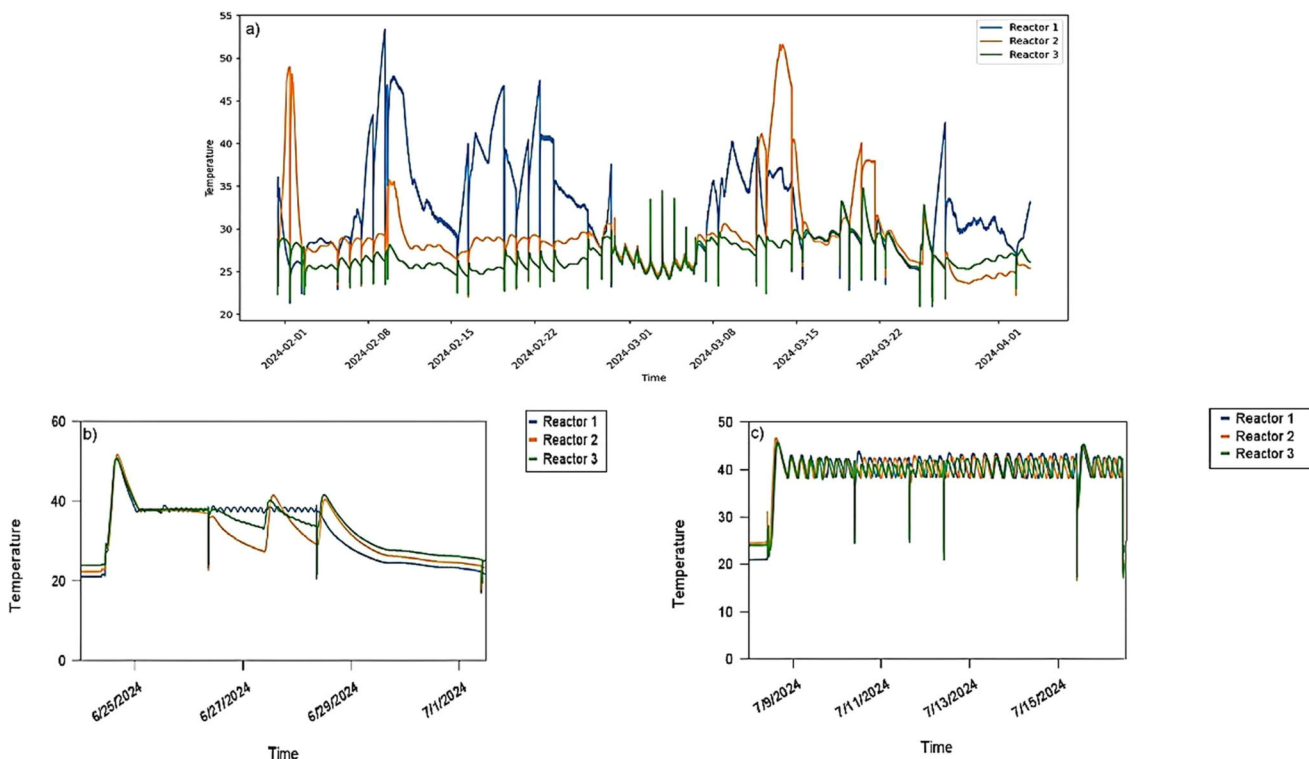 a)
Reactor 1
Reactor 2
Reactor 3
55
50
45
40
35
30
25
20
Temperature
2024-02-01
2024-02-08
2024-02-15
2024-02-22
2024-03-01
2024-03-08
2024-03-15
2024-03-22
2024-04-01
Time
b)
Reactor 1
Reactor 2
Reactor 3
60
40
20
0
Temperature
6/25/2024
6/27/2024
6/29/2024
7/1/2024
Time
c)
Reactor 1
Reactor 2
Reactor 3
50
40
30
20
10
0
Temperature
7/9/2024
7/11/2024
7/13/2024
7/15/2024
Time